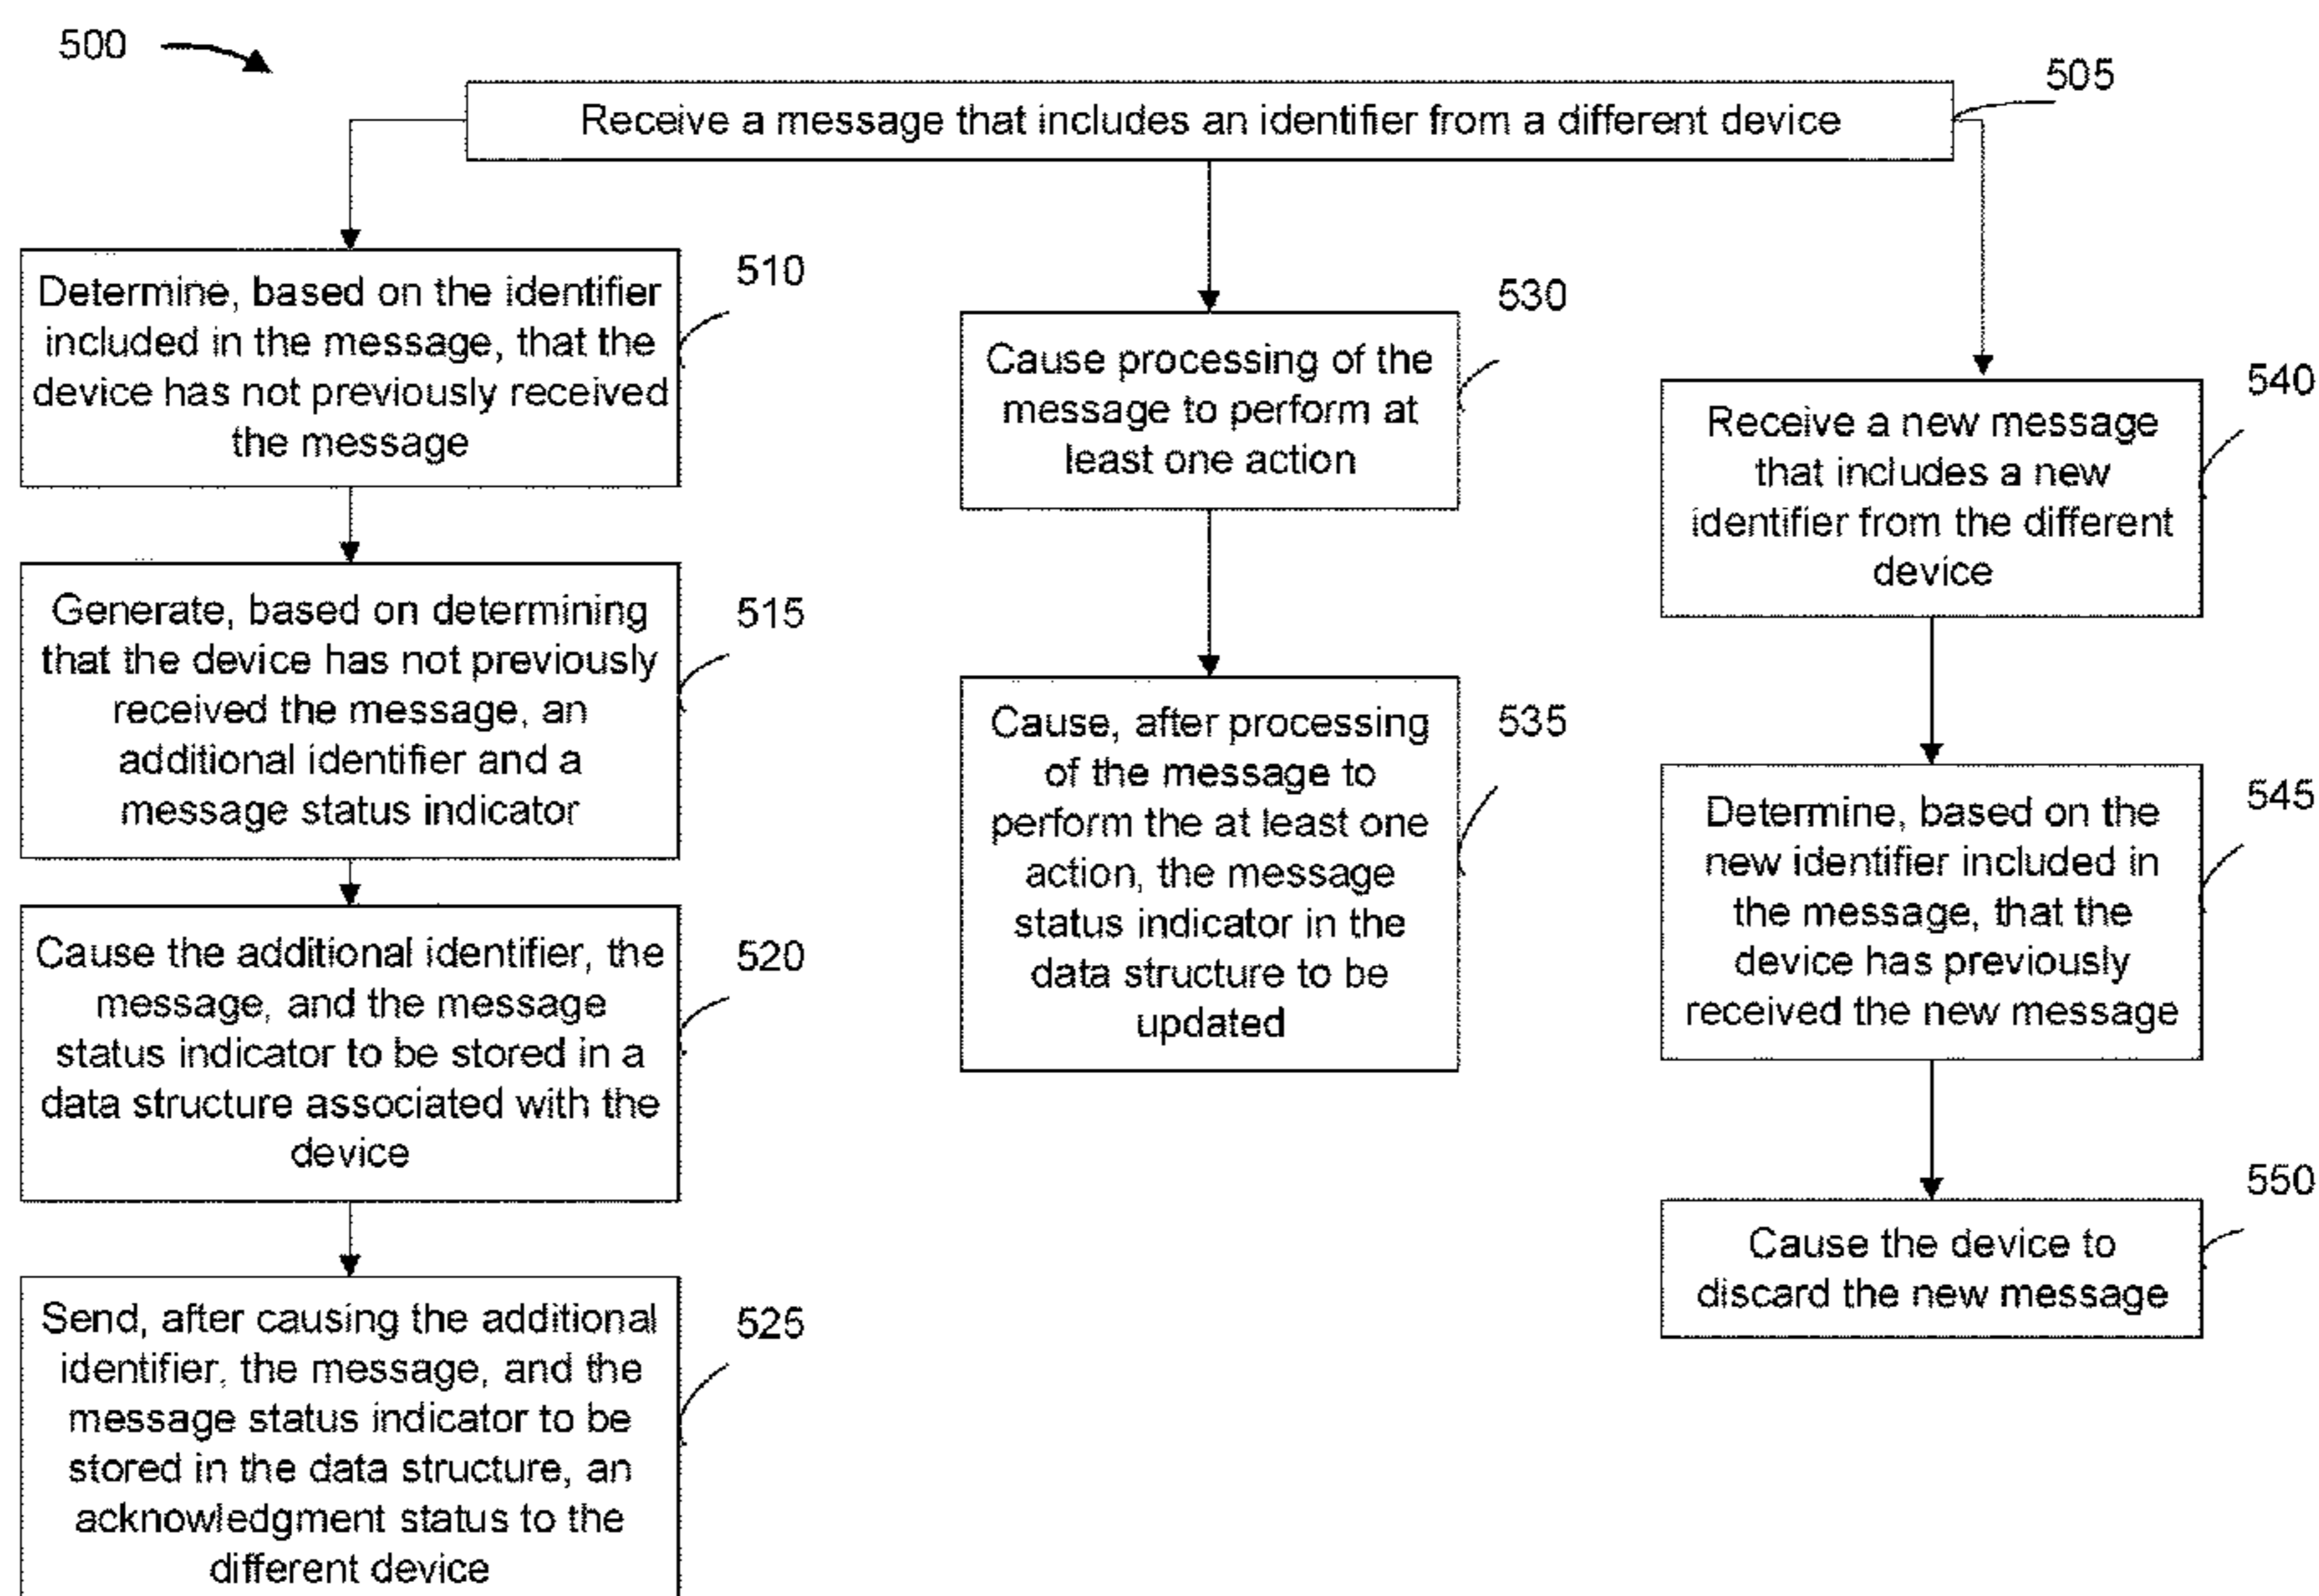 500
505
Receive a message that includes an identifier from a different device
510
Determine, based on the identifier
included in the message, that the
device has not previously received
the message
515
Generate, based on determining
that the device has not previously
received the message, an
additional identifier and a
message status indicator
520
Cause the additional identifier, the
message, and the message
status indicator to be stored in a
data structure associated with the
device
525
Send, after causing the additional
identifier, the message, and the
message status indicator to be
stored in the data structure, an
acknowledgment status to the
different device
530
Cause processing of the
message to perform at
least one action
535
Cause, after processing
of the message to
perform the at least one
action, the message
status indicator in the
data structure to be
updated
540
Receive a new message
that includes a new
identifier from the different
device
545
Determine, based on the
new identifier included in
the message, that the
device has previously
received the new message
550
Cause the device to
discard the new message